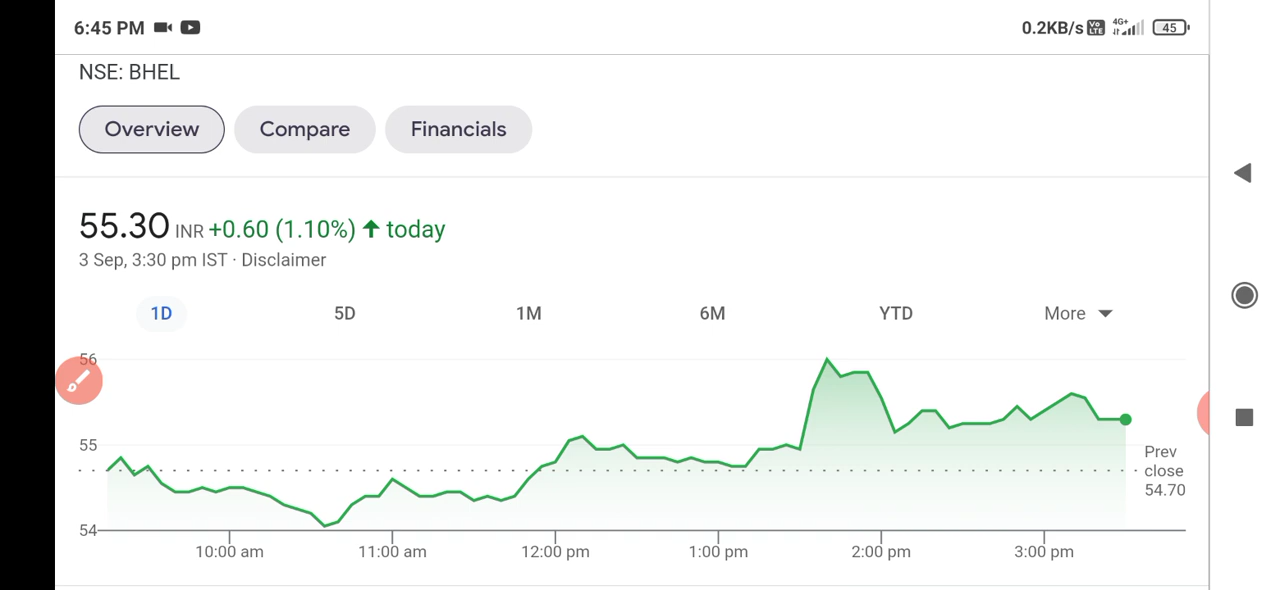 6:45 PM 0.2KB/s Vo LTE 4G+ 45
NSE: BHEL
Overview Compare Financials
55.30 INR +0.60 (1.10%) ↑ today
3 Sep, 3:30 pm IST · Disclaimer
1D 5D 1M 6M YTD More
56
55
54
Prev
close
54.70
10:00 am 11:00 am 12:00 pm 1:00 pm 2:00 pm 3:00 pm